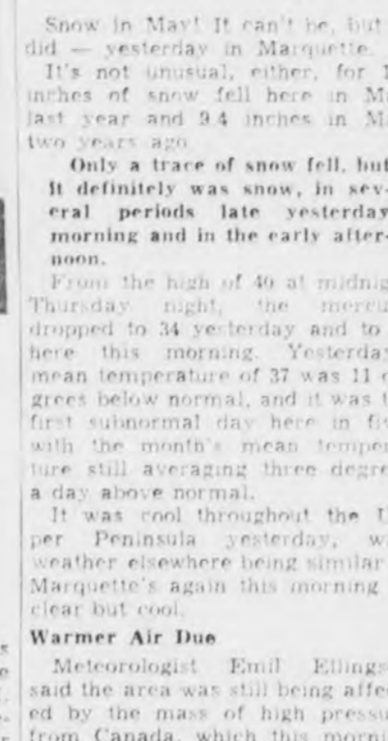 Snow in May! It can't be, but
did — yesterday in Marquette.
It's not unusual, either, for 1
inches of snow fell here in M
last year and 9.4 inches in M
two years ago.
Only a trace of snow fell, but
it definitely was snow, in sev-
eral periods late yesterday
morning and in the early after-
noon.
From the high of 40 at midnig
Thursday night, the mercu
dropped to 34 yesterday and to
here this morning. Yesterday
mean temperature of 37 was 11 d
grees below normal, and it was t
first subnormal day here in fiv
with the month's mean temper
ture still averaging three degre
a day above normal.
It was cool throughout the U
per Peninsula yesterday, w
weather elsewhere being similar
Marquette's again this morning
clear but cool.
Warmer Air Due
Meteorologist Emil Ellings
said the area was still being affe
ed by the mass of high pressu
from Canada, which this morni